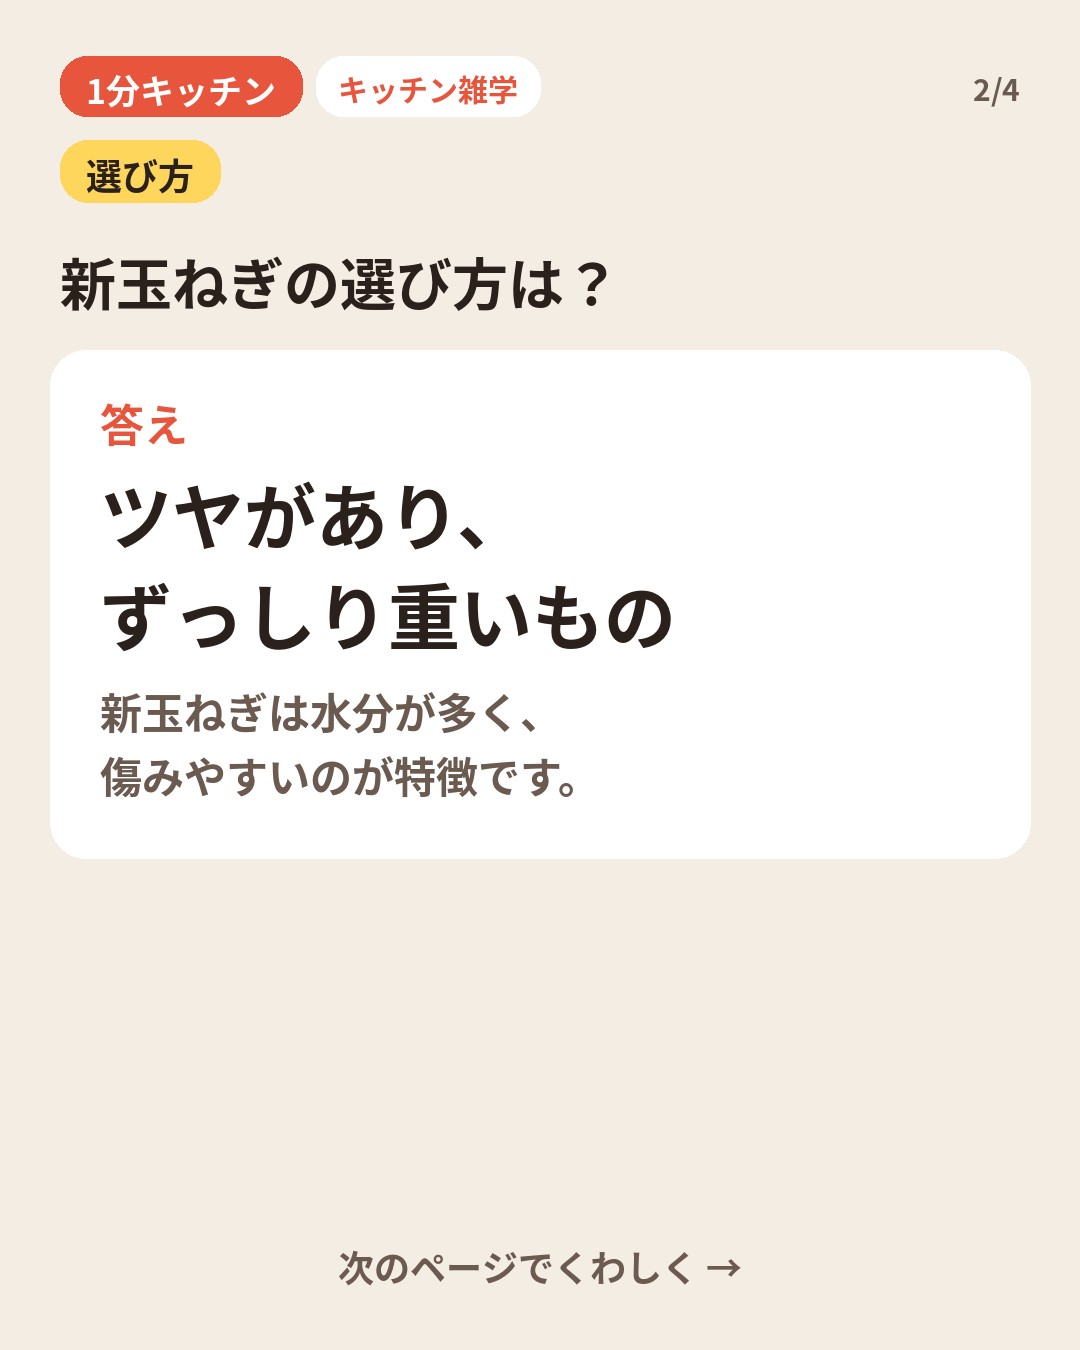 1分キッチン キッチン雑学 2/4
選び方
新玉ねぎの選び方は？
答え
ツヤがあり、
ずっしり重いもの
新玉ねぎは水分が多く、
傷みやすいのが特徴です。
次のページでくわしく →